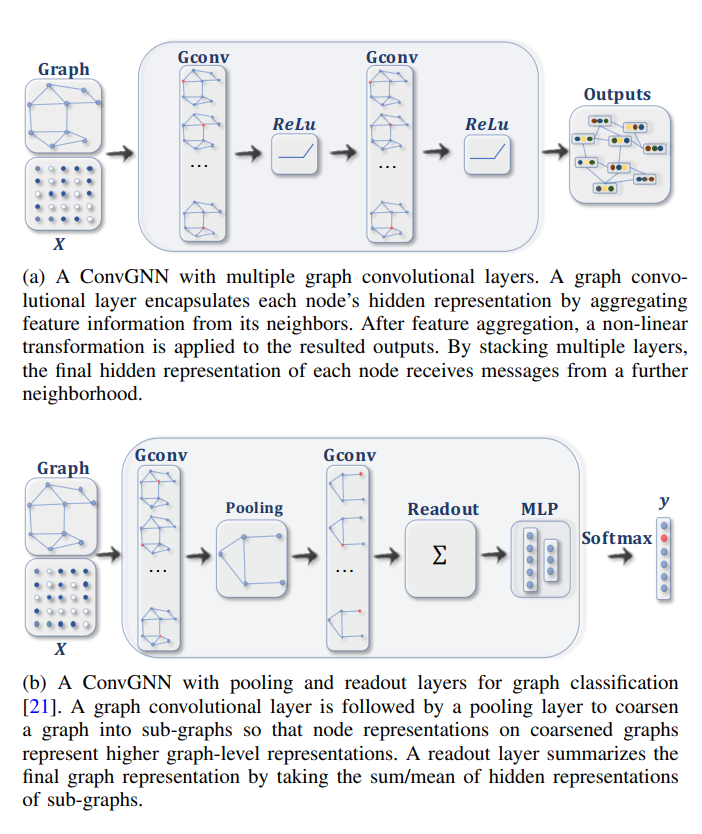 Graph
X
Gconv
...
ReLu
Gconv
...
ReLu
Outputs
(a) A ConvGNN with multiple graph convolutional layers. A graph convo-
lutional layer encapsulates each node's hidden representation by aggregating
feature information from its neighbors. After feature aggregation, a non-linear
transformation is applied to the resulted outputs. By stacking multiple layers,
the final hidden representation of each node receives messages from a further
neighborhood.
Graph
X
Gconv
...
Pooling
Gconv
...
Readout
Σ
MLP
Softmax
y
(b) A ConvGNN with pooling and readout layers for graph classification
[21]. A graph convolutional layer is followed by a pooling layer to coarsen
a graph into sub-graphs so that node representations on coarsened graphs
represent higher graph-level representations. A readout layer summarizes the
final graph representation by taking the sum/mean of hidden representations
of sub-graphs.